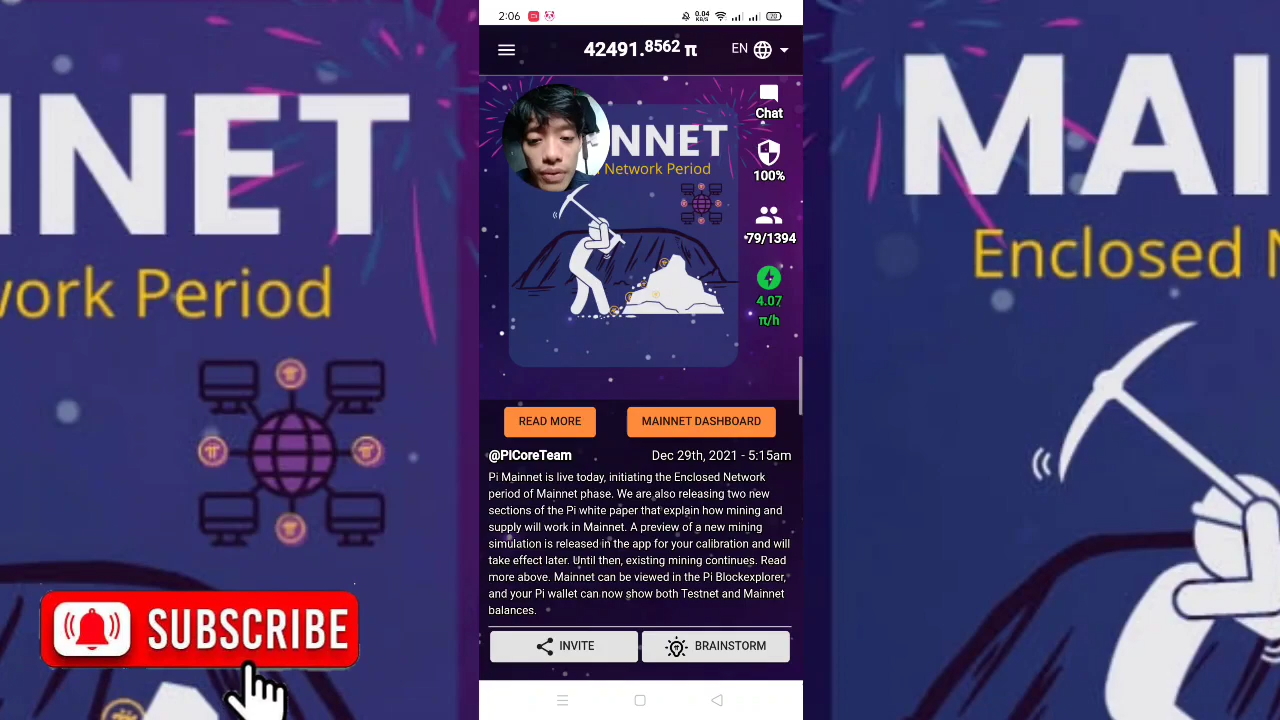 NNET
work Period
SUBSCRIBE
2:06
0.04
KB/S
20
42491.8562 π
EN
NNET
Network Period
Chat
100%
79/1394
4.07
π/h
READ MORE
MAINNET DASHBOARD
@PiCoreTeam
Dec 29th, 2021 - 5:15am
Pi Mainnet is live today, initiating the Enclosed Network
period of Mainnet phase. We are also releasing two new
sections of the Pi white paper that explain how mining and
supply will work in Mainnet. A preview of a new mining
simulation is released in the app for your calibration and will
take effect later. Until then, existing mining continues. Read
more above. Mainnet can be viewed in the Pi Blockexplorer,
and your Pi wallet can now show both Testnet and Mainnet
balances.
INVITE
BRAINSTORM
MAI
Enclosed N